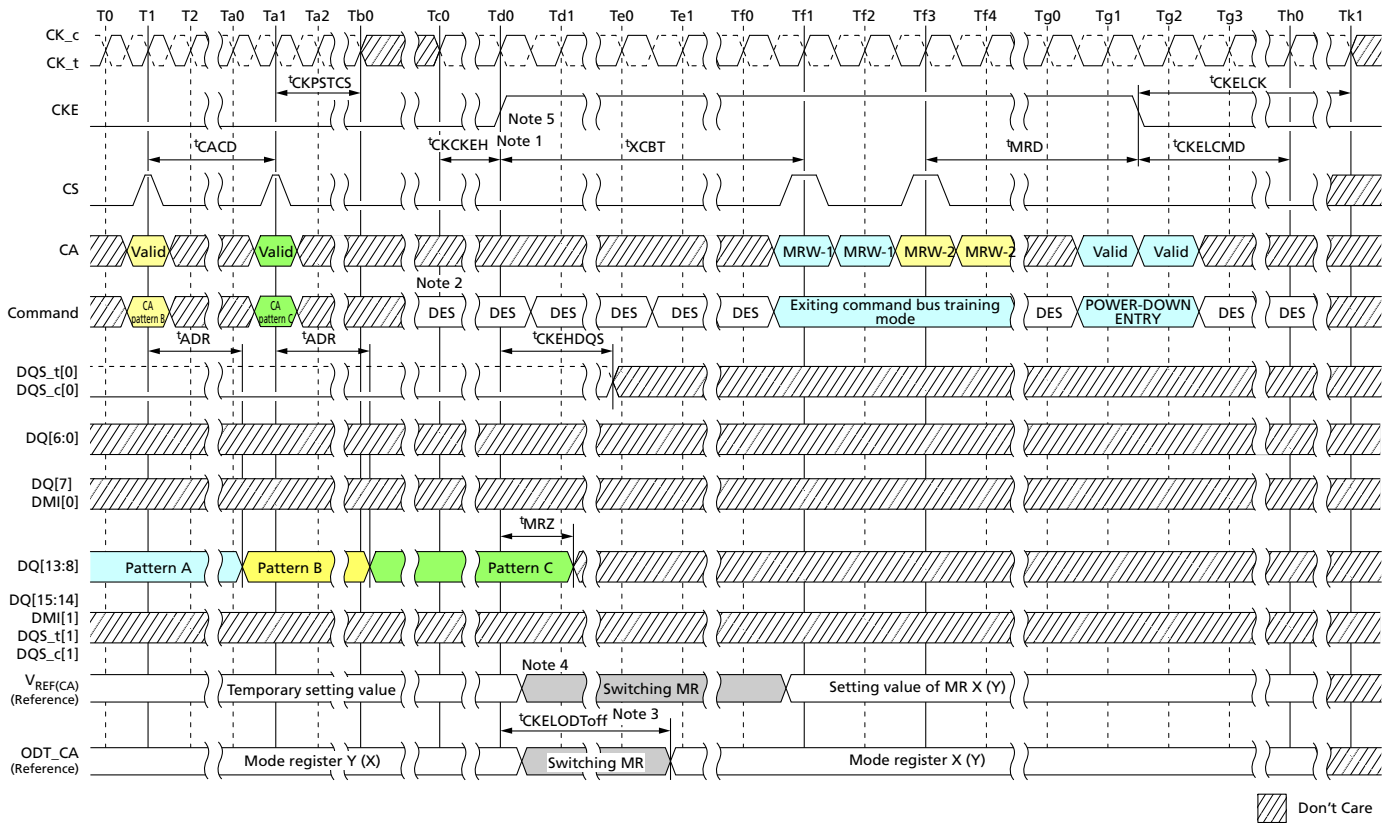 T0 T1 T2 Ta0 Ta1 Ta2 Tb0 Tc0 Td0 Td1 Te0 Te1 Tf0 Tf1 Tf2 Tf3 Tf4 Tg0 Tg1 Tg2 Tg3 Th0 Tk1
CK_c
CK_t
tCKPSTCS
tCKELCK
CKE
Note 5
tCACD
tCKCKEH
Note 1
tXCBT
tMRD
tCKELCMD
CS
CA
Valid Valid MRW-1 MRW-1 MRW-2 MRW-2 Valid Valid
Note 2
Command
CA
pattern B
CA
pattern C
DES DES DES DES DES DES
Exiting command bus training
mode
DES
POWER-DOWN
ENTRY
DES DES
tADR tADR tCKEHDQS
DQS_t[0]
DQS_c[0]
DQ[6:0]
DQ[7]
DMI[0]
tMRZ
DQ[13:8]
Pattern A Pattern B Pattern C
DQ[15:14]
DMI[1]
DQS_t[1]
DQS_c[1]
Note 4
VREF(CA)
(Reference)
Temporary setting value Switching MR Setting value of MR X (Y)
tCKELODToff Note 3
ODT_CA
(Reference)
Mode register Y (X) Switching MR Mode register X (Y)
Don't Care